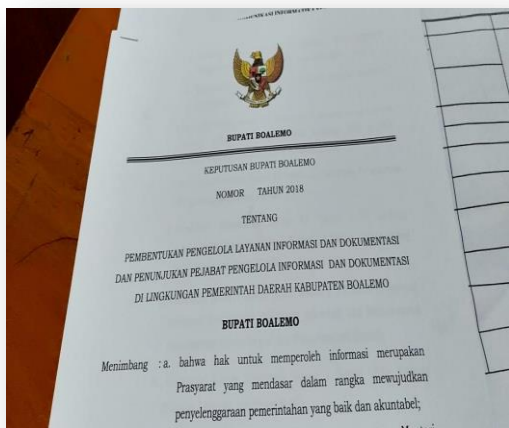 BUPATI BOALEMO
KEPUTUSAN BUPATI BOALEMO
NOMOR TAHUN 2018
TENTANG
PEMBENTUKAN PENGELOLA LAYANAN INFORMASI DAN DOKUMENTASI
DAN PENUNJUKAN PEJABAT PENGELOLA INFORMASI DAN DOKUMENTASI
DI LINGKUNGAN PEMERINTAH DAERAH KABUPATEN BOALEMO
BUPATI BOALEMO
Menimbang : a. bahwa hak untuk memperoleh informasi merupakan
Prasyarat yang mendasar dalam rangka mewujudkan
penyelenggaraan pemerintahan yang baik dan akuntabel;